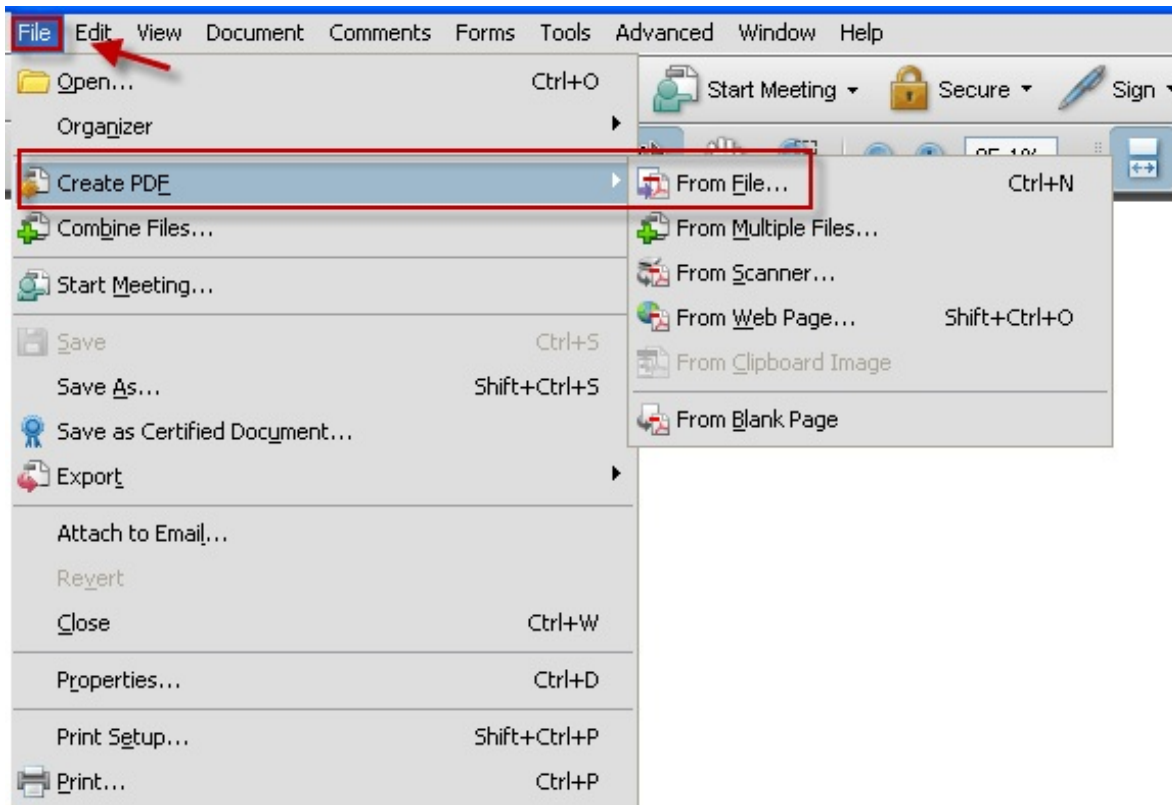 File Edit View Document Comments Forms Tools Advanced Window Help
Open... Ctrl+O
Start Meeting Secure Sign
Organizer
Create PDF
From File... Ctrl+N
Combine Files...
From Multiple Files...
Start Meeting...
From Scanner...
From Web Page... Shift+Ctrl+O
Save Ctrl+S
From Clipboard Image
Save As... Shift+Ctrl+S
From Blank Page
Save as Certified Document...
Export
Attach to Email...
Revert
Close Ctrl+W
Properties... Ctrl+D
Print Setup... Shift+Ctrl+P
Print... Ctrl+P